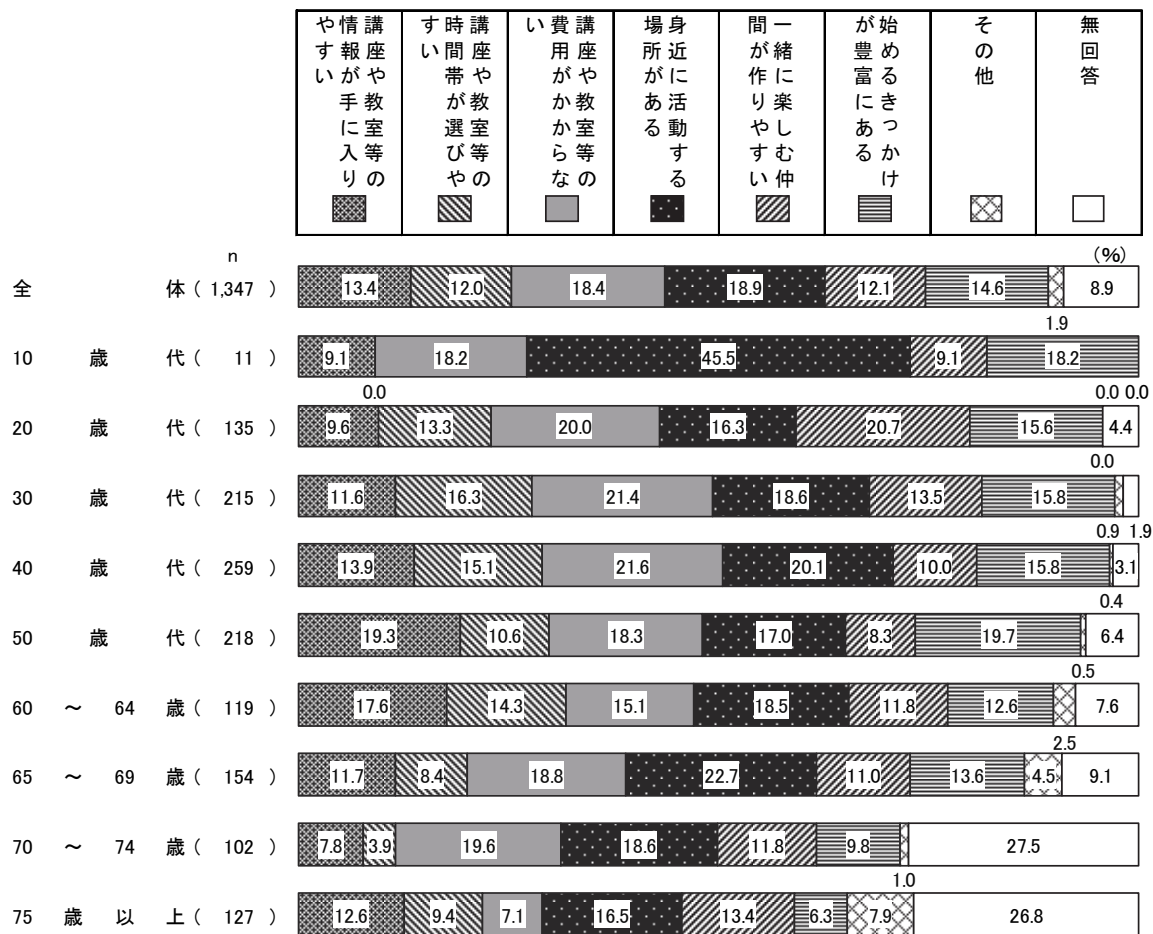 講座や教室等の
情報が手に入り
やすい
講座や教室等の
時間帯が選びや
すい
講座や教室等の
費用がかからな
い
身近に活動する
場所がある
一緒に楽しむ仲
間が作りやすい
始めるきっかけ
が豊富にある
その他
無回答
n
(%)
全体(1,347) 13.4 12.0 18.4 18.9 12.1 14.6 8.9
1.9
10歳代(11) 9.1 18.2 45.5 9.1 18.2
0.0 0.0 0.0
20歳代(135) 9.6 13.3 20.0 16.3 20.7 15.6 4.4
0.0
30歳代(215) 11.6 16.3 21.4 18.6 13.5 15.8
0.9 1.9
40歳代(259) 13.9 15.1 21.6 20.1 10.0 15.8 3.1
0.4
50歳代(218) 19.3 10.6 18.3 17.0 8.3 19.7 6.4
0.5
60～64歳(119) 17.6 14.3 15.1 18.5 11.8 12.6 7.6
2.5
65～69歳(154) 11.7 8.4 18.8 22.7 11.0 13.6 4.5 9.1
70～74歳(102) 7.8 3.9 19.6 18.6 11.8 9.8 27.5
1.0
75歳以上(127) 12.6 9.4 7.1 16.5 13.4 6.3 7.9 26.8